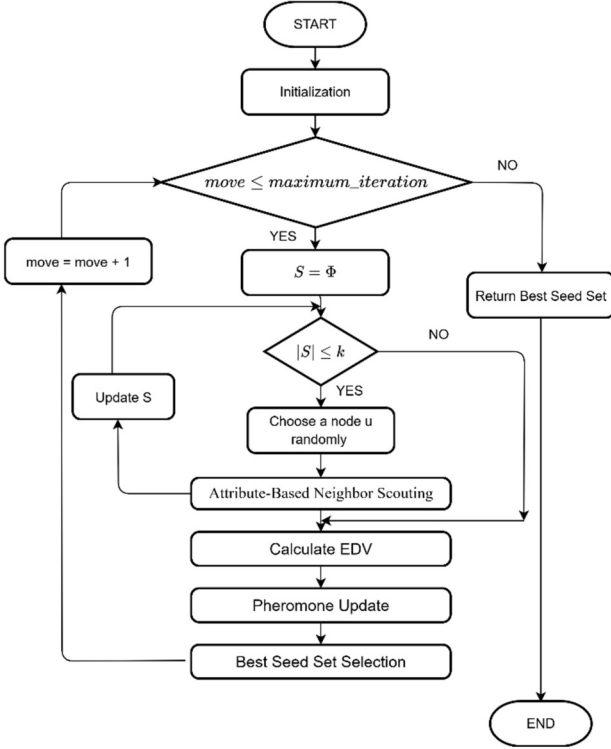 START
Initialization
move ≤ maximum_iteration
NO
YES
move = move + 1
S = Φ
Return Best Seed Set
|S| ≤ k
NO
YES
Update S
Choose a node u
randomly
Attribute-Based Neighbor Scouting
Calculate EDV
Pheromone Update
Best Seed Set Selection
END